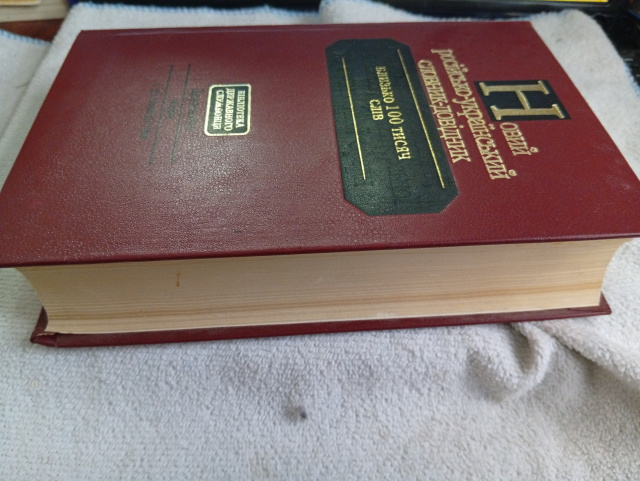 Новий
російсько-український
словник-довідник
близько 100 тисяч
слів
БІБЛІОТЕКА
ДЕРЖАВНОГО
СЛУЖБОВЦЯ